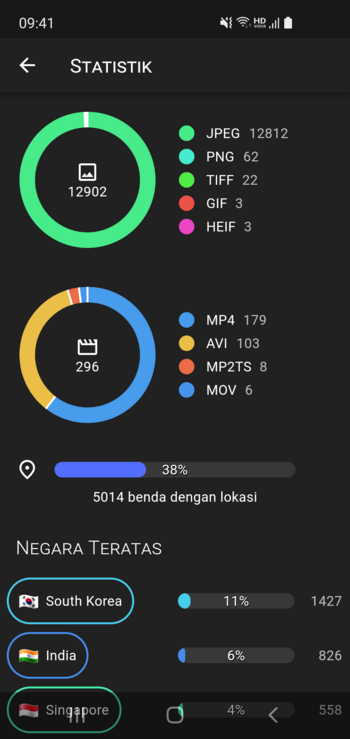 09:41
HD
VOICE
STATISTIK
12902
JPEG 12812
PNG 62
TIFF 22
GIF 3
HEIF 3
296
MP4 179
AVI 103
MP2TS 8
MOV 6
38%
5014 benda dengan lokasi
NEGARA TERATAS
South Korea 11% 1427
India 6% 826
Singapore 4% 558